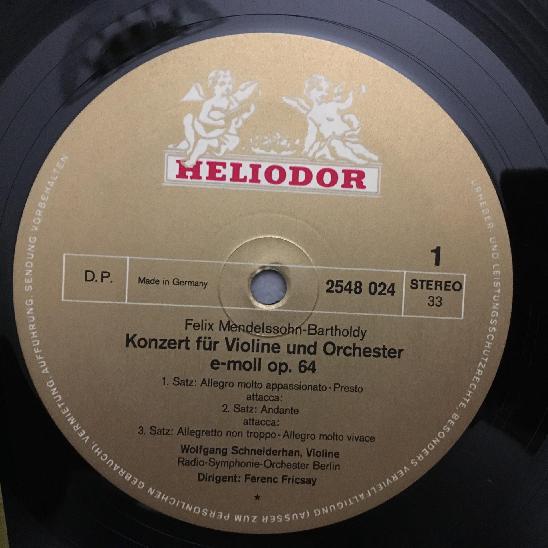 HELIODOR
1
D.P.
Made in Germany
2548 024
STEREO
33
Felix Mendelssohn-Bartholdy
Konzert für Violine und Orchester
e-moll op. 64
1. Satz: Allegro molto appassionato · Presto
attacca:
2. Satz: Andante
attacca:
3. Satz: Allegretto non troppo · Allegro molto vivace
Wolfgang Schneiderhan, Violine
Radio-Symphonie-Orchester Berlin
Dirigent: Ferenc Fricsay
*
URHEBER- UND LEISTUNGSSCHUTZRECHTE, BESONDERS VERVIELFÄLTIGUNG (AUSSER ZUM PERSÖNLICHEN GEBRAUCH), VERMIETUNG, AUFFÜHRUNG, SENDUNG VORBEHALTEN